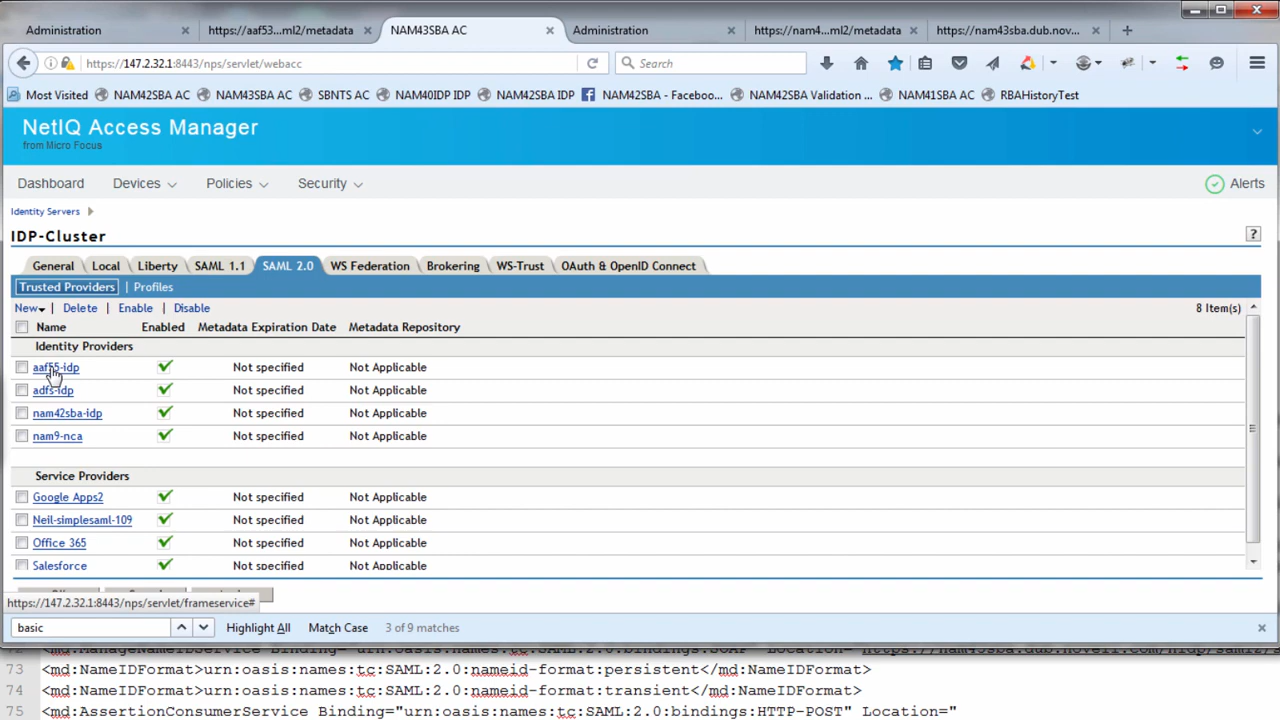 Administration × https://aaf53...ml2/metadata × NAM43SBA AC × Administration × https://nam4...ml2/metadata × https://nam43sba.dub.nov... × +
https://147.2.32.1:8443/nps/servlet/webacc Search
Most Visited NAM42SBA AC NAM43SBA AC SBNTS AC NAM40IDP IDP NAM42SBA IDP NAM42SBA - Faceboo... NAM42SBA Validation ... NAM41SBA AC RBAHistoryTest
NetIQ Access Manager
from Micro Focus
Dashboard Devices Policies Security Alerts
Identity Servers
IDP-Cluster ?
General Local Liberty SAML 1.1 SAML 2.0 WS Federation Brokering WS-Trust OAuth & OpenID Connect
Trusted Providers | Profiles
New | Delete | Enable | Disable 8 Item(s)
Name Enabled Metadata Expiration Date Metadata Repository
Identity Providers
aaf55-idp Not specified Not Applicable
adfs-idp Not specified Not Applicable
nam42sba-idp Not specified Not Applicable
nam9-nca Not specified Not Applicable
Service Providers
Google Apps2 Not specified Not Applicable
Neil-simplesaml-109 Not specified Not Applicable
Office 365 Not specified Not Applicable
Salesforce Not specified Not Applicable
https://147.2.32.1:8443/nps/servlet/frameservice#
basic Highlight All Match Case 3 of 9 matches ×
73 <md:NameIDFormat>urn:oasis:names:tc:SAML:2.0:nameid-format:persistent</md:NameIDFormat>
74 <md:NameIDFormat>urn:oasis:names:tc:SAML:2.0:nameid-format:transient</md:NameIDFormat>
75 <md:AssertionConsumerService Binding="urn:oasis:names:tc:SAML:2.0:bindings:HTTP-POST" Location="